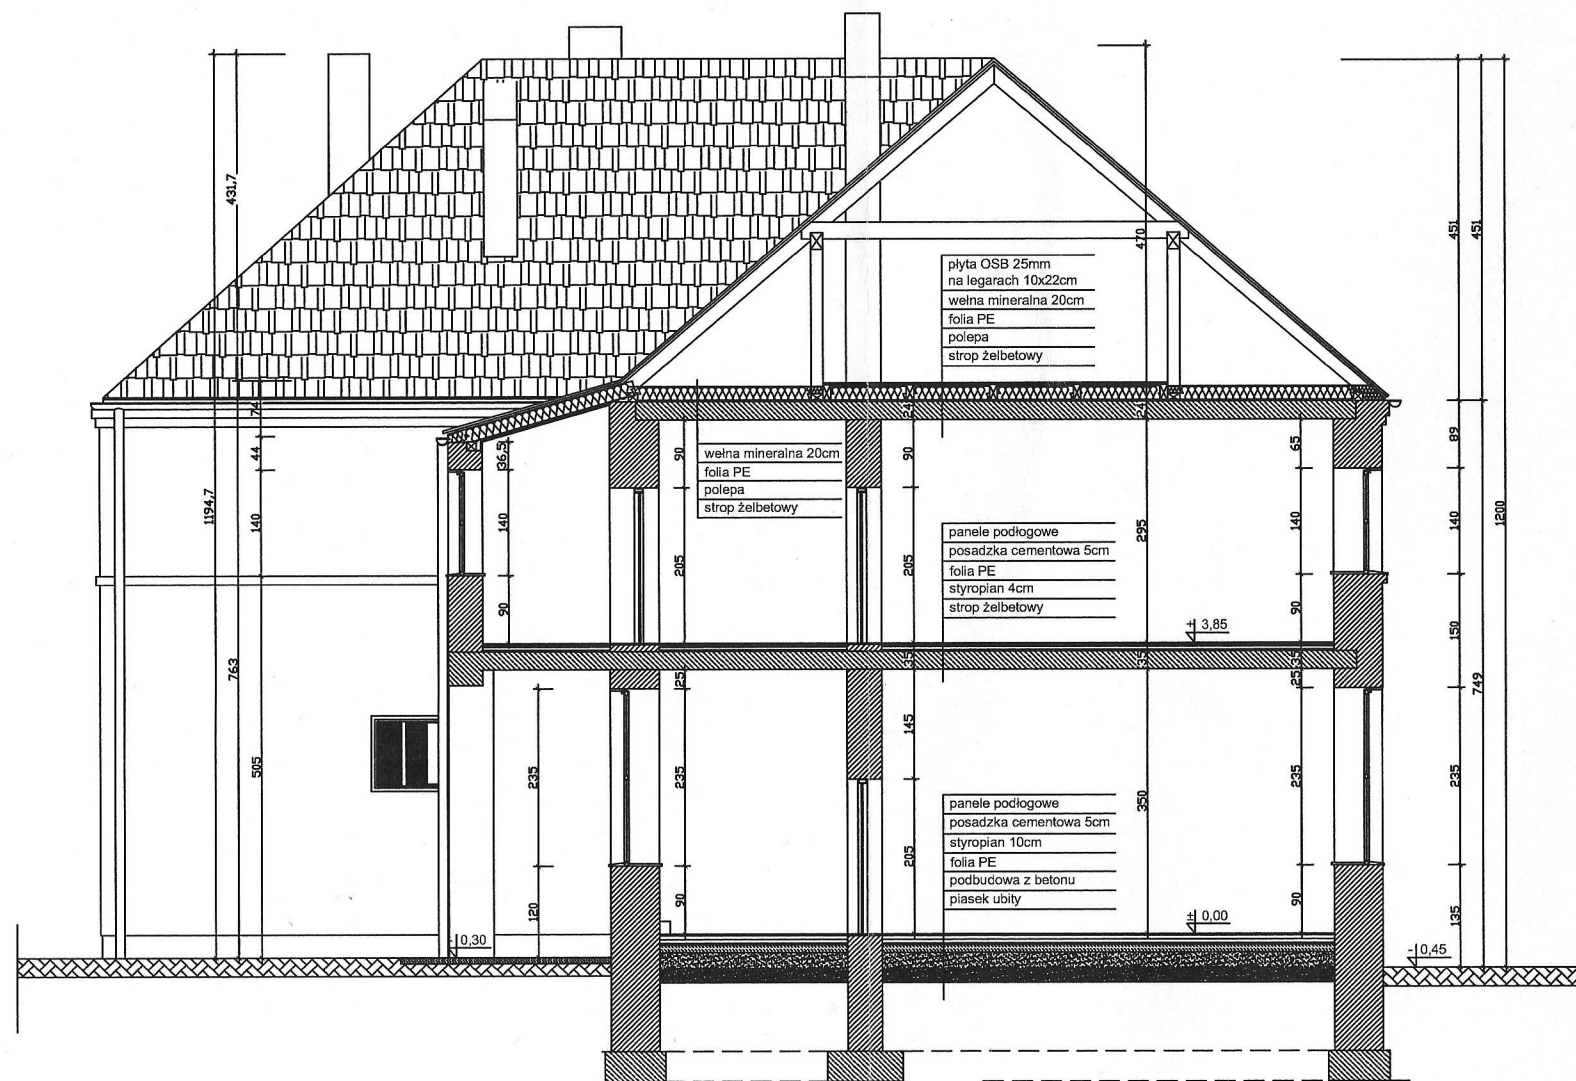 431,7
1194,7
763
74
44
140
505
36,5
140
90
235
120
- 0,30
90
205
35
25
235
90
24
90
205
35
145
205
24
470
295
35
350
65
140
90
35
25
235
90
płyta OSB 25mm
na legarach 10x22cm
wełna mineralna 20cm
folia PE
polepa
strop żelbetowy
wełna mineralna 20cm
folia PE
polepa
strop żelbetowy
panele podłogowe
posadzka cementowa 5cm
folia PE
styropian 4cm
strop żelbetowy
± 3,85
panele podłogowe
posadzka cementowa 5cm
styropian 10cm
folia PE
podbudowa z betonu
piasek ubity
± 0,00
451
89
140
150
235
135
451
749
1200
- 0,45